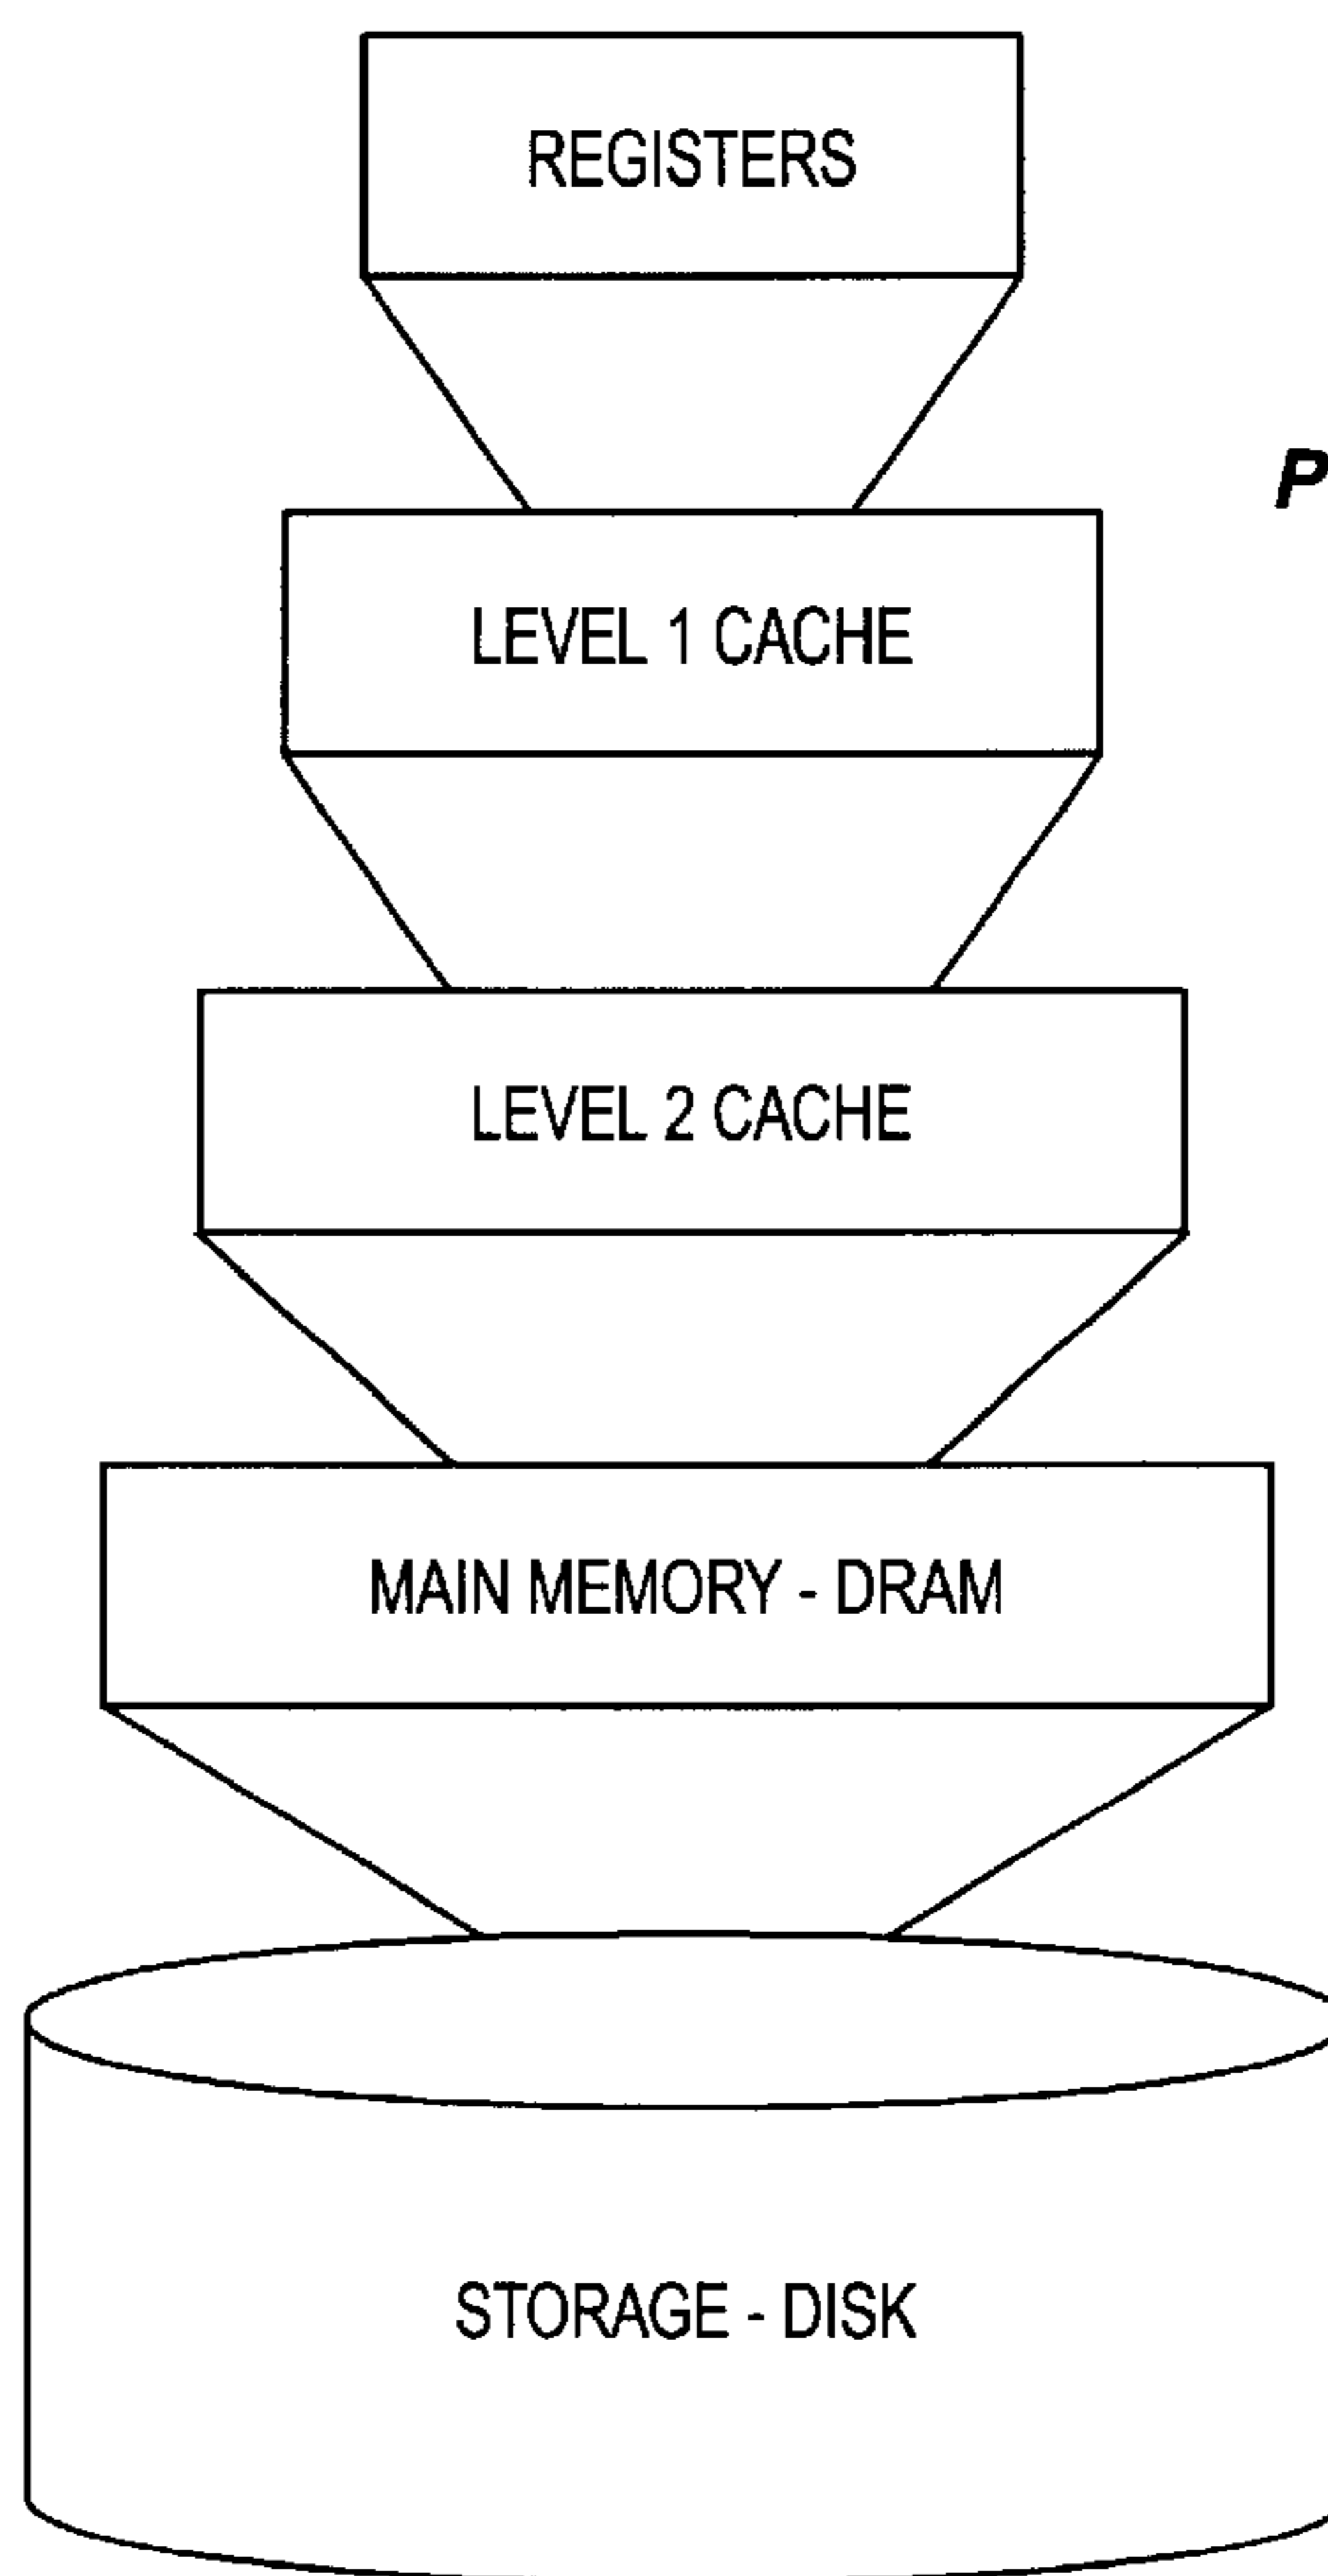 REGISTERS
P
LEVEL 1 CACHE
LEVEL 2 CACHE
MAIN MEMORY - DRAM
STORAGE - DISK